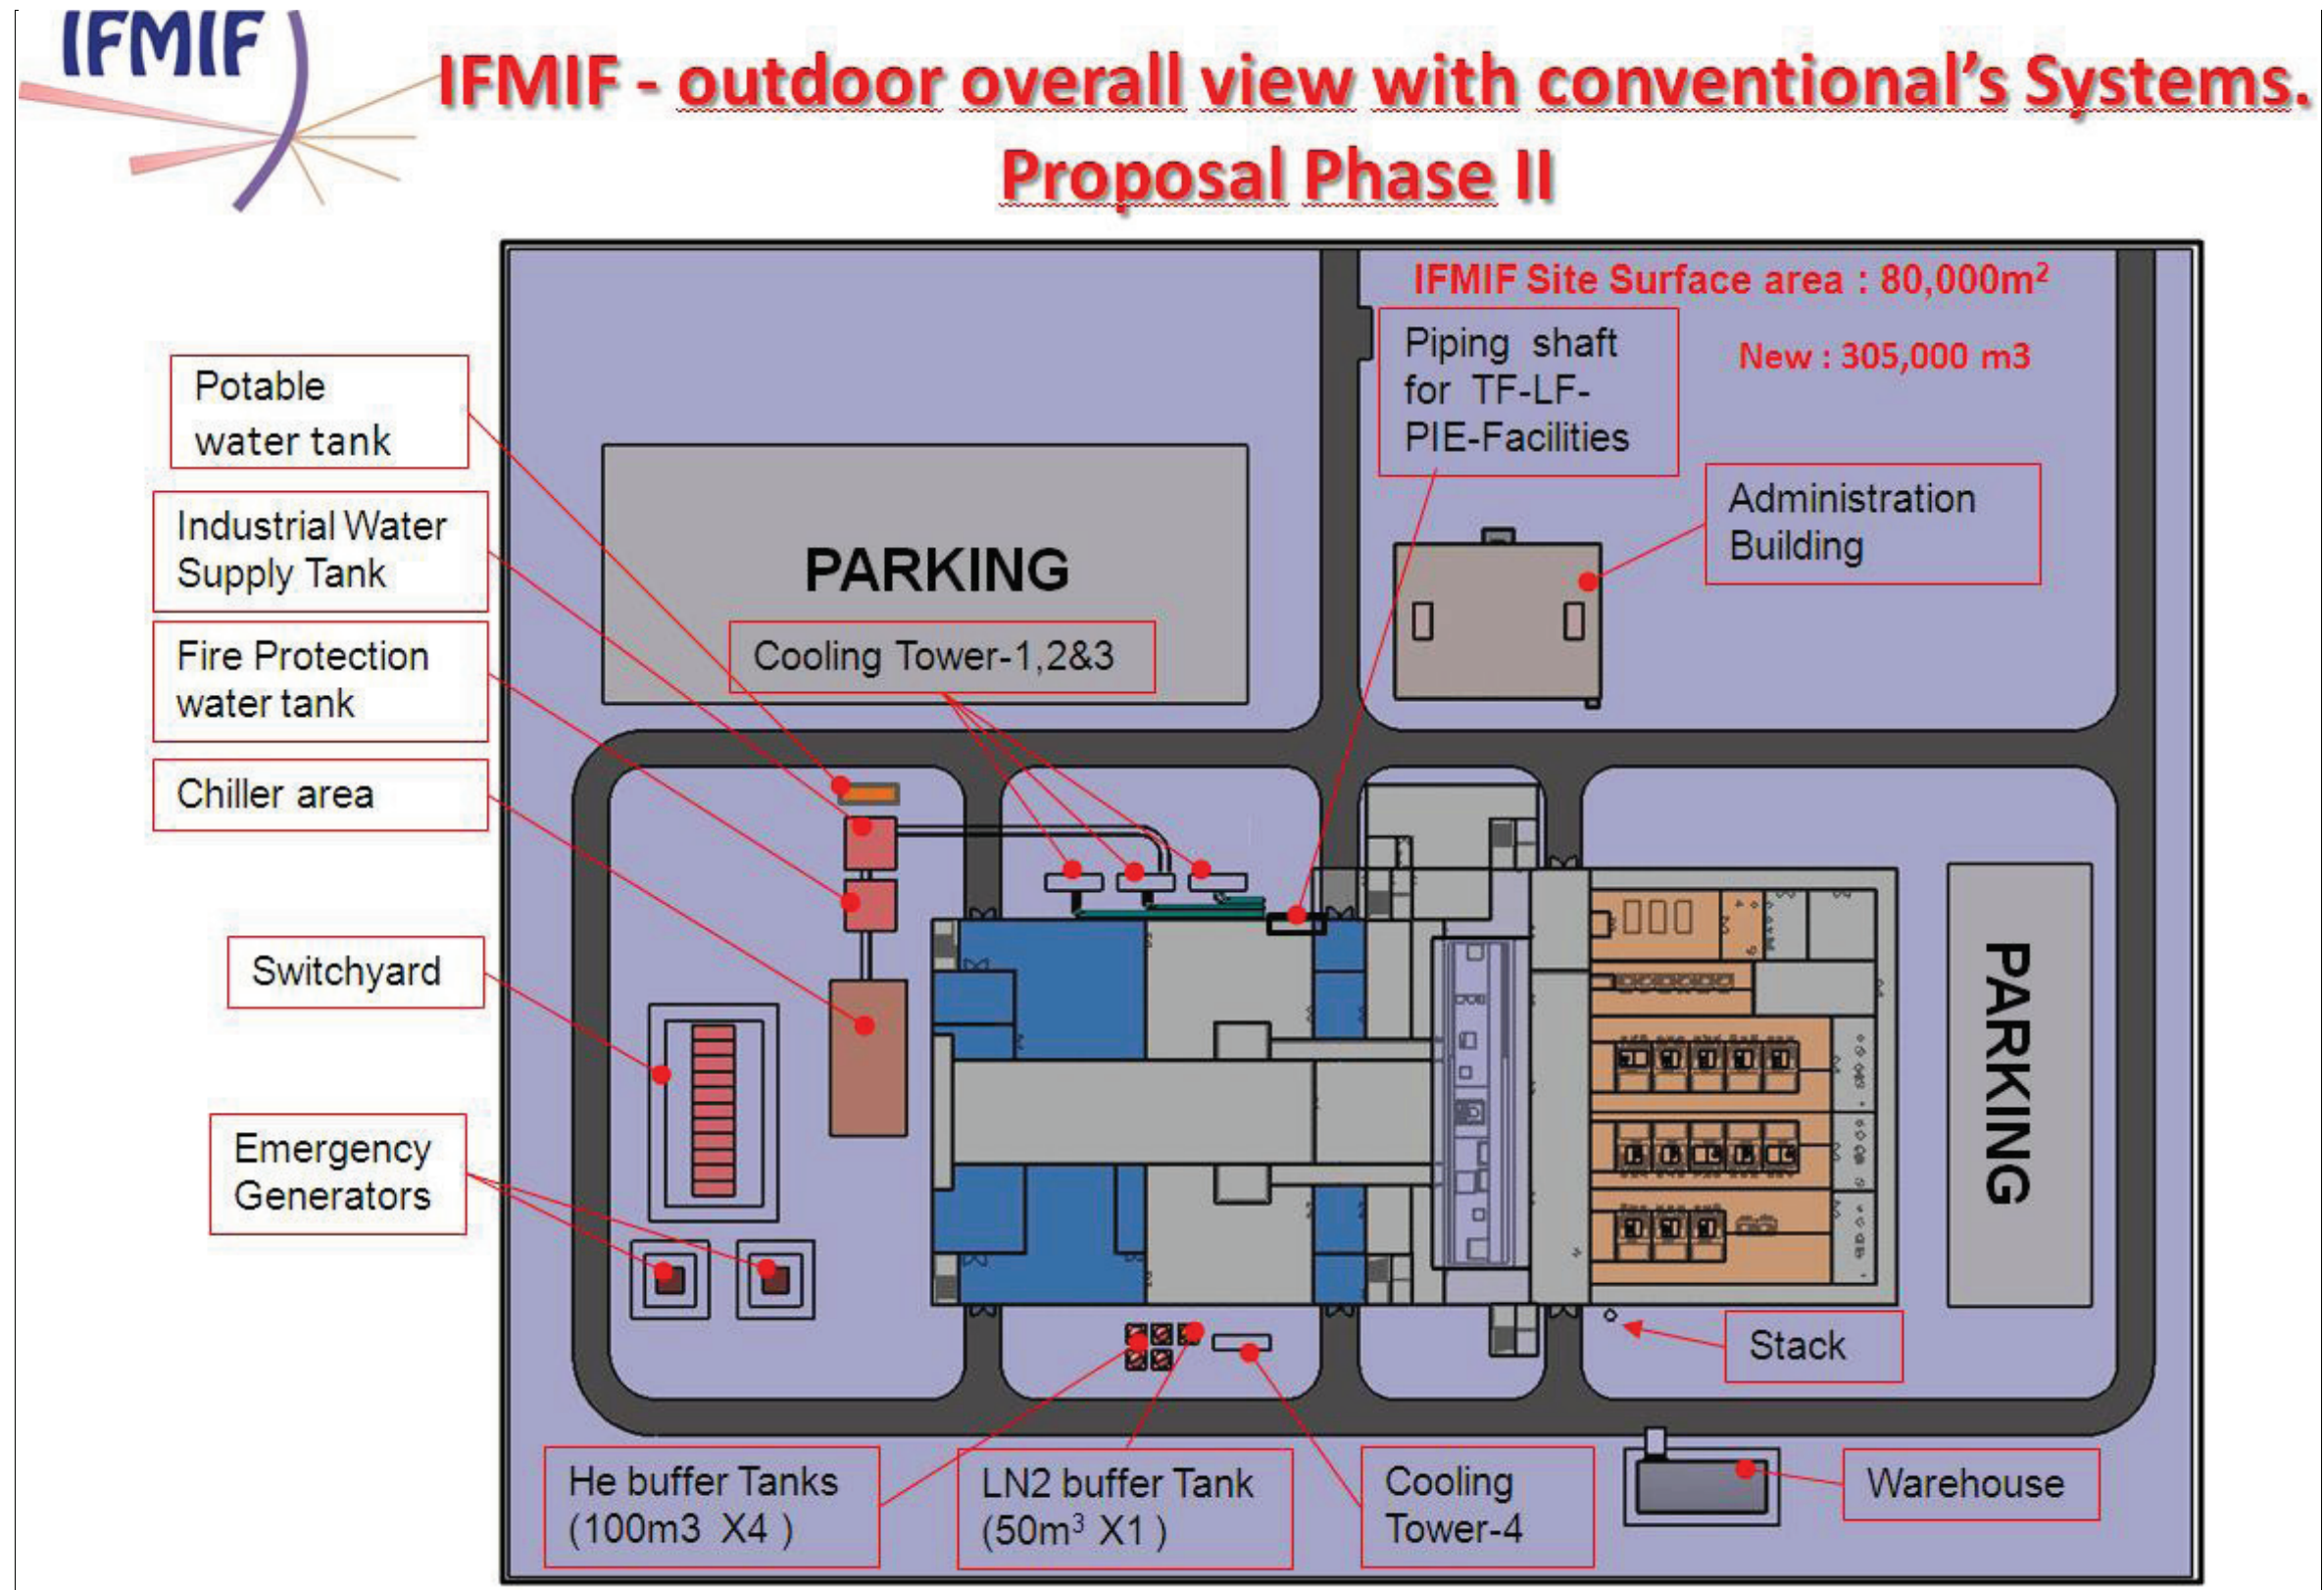 IFMIF
IFMIF - outdoor overall view with conventional's Systems.
Proposal Phase II
IFMIF Site Surface area : 80,000m²
New : 305,000 m3
Piping shaft
for TF-LF-
PIE-Facilities
Administration
Building
Potable
water tank
Industrial Water
Supply Tank
Fire Protection
water tank
Chiller area
Switchyard
Emergency
Generators
PARKING
Cooling Tower-1,2&3
PARKING
Stack
He buffer Tanks
(100m3 X4 )
LN2 buffer Tank
(50m³ X1 )
Cooling
Tower-4
Warehouse